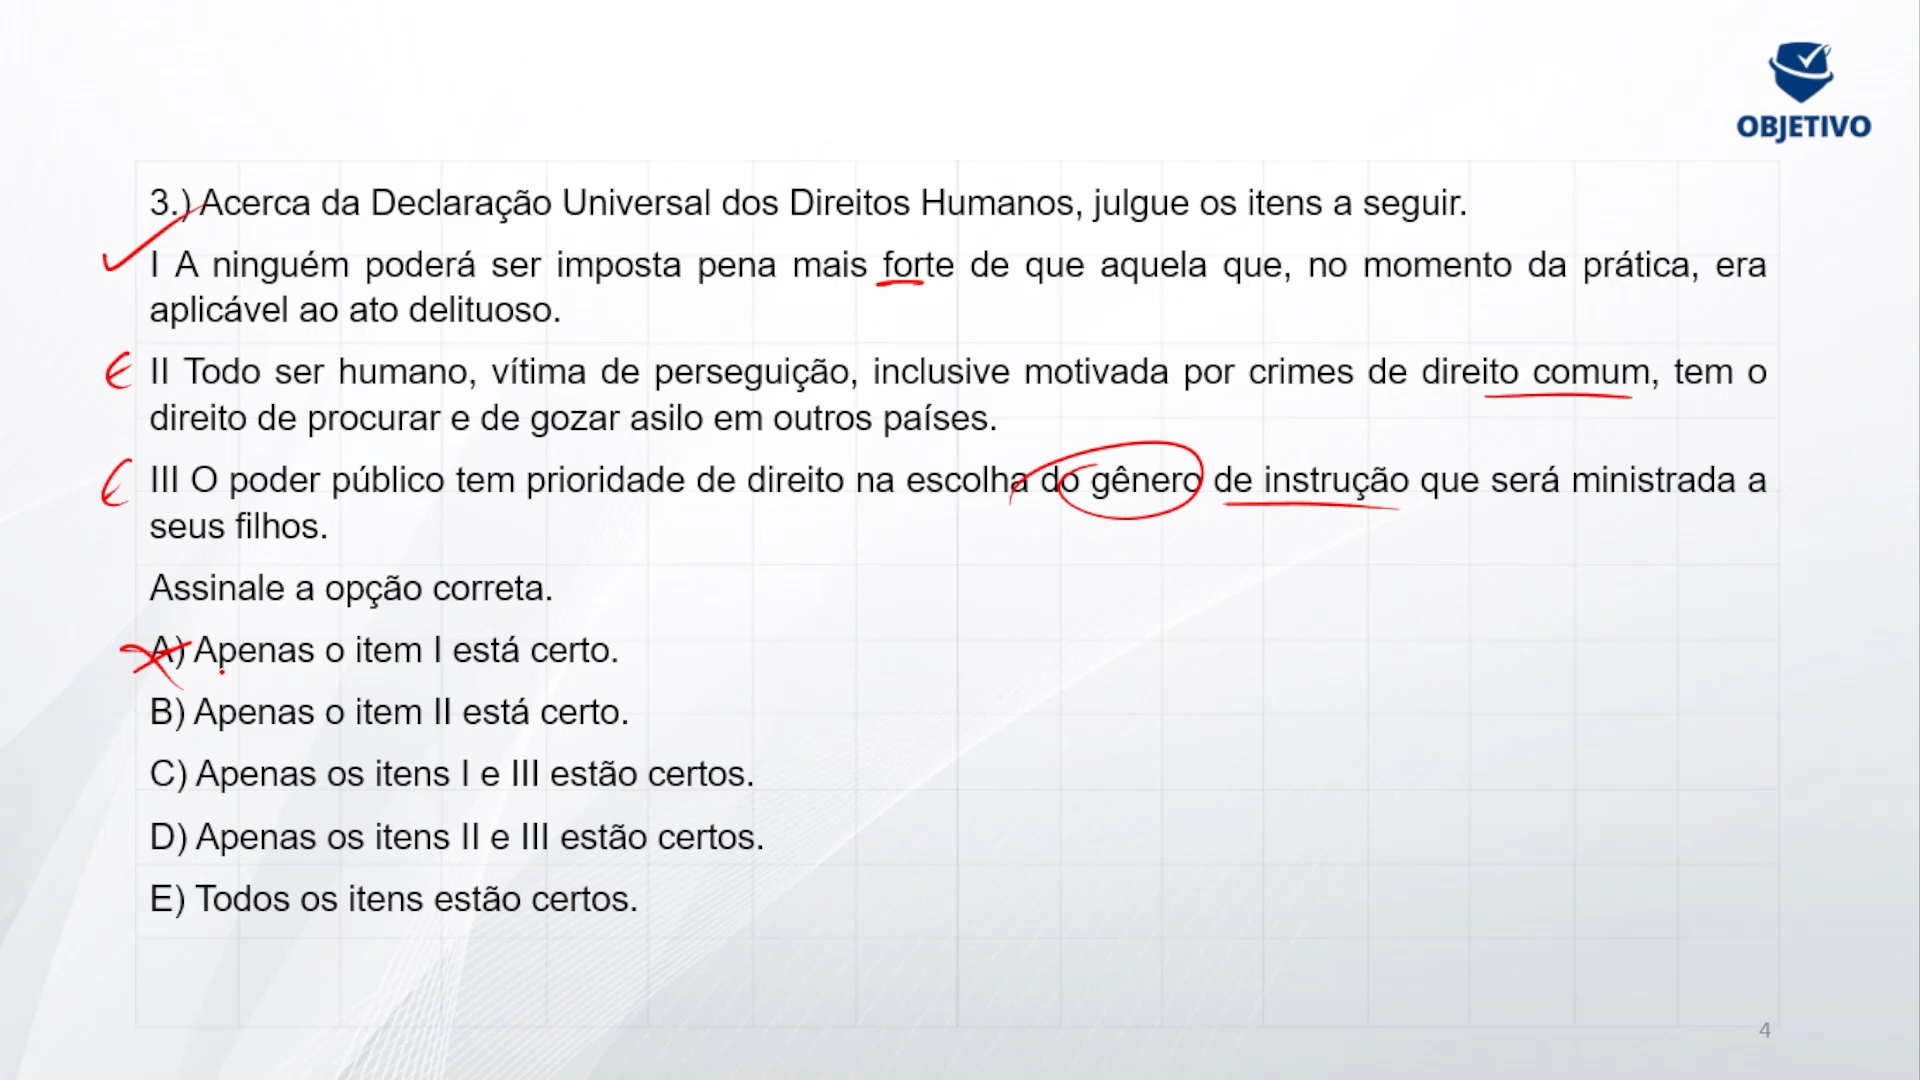 OBJETIVO
3.) Acerca da Declaração Universal dos Direitos Humanos, julgue os itens a seguir.
I A ninguém poderá ser imposta pena mais forte de que aquela que, no momento da prática, era
aplicável ao ato delituoso.
E II Todo ser humano, vítima de perseguição, inclusive motivada por crimes de direito comum, tem o
direito de procurar e de gozar asilo em outros países.
E III O poder público tem prioridade de direito na escolha do gênero de instrução que será ministrada a
seus filhos.
Assinale a opção correta.
A) Apenas o item I está certo.
B) Apenas o item II está certo.
C) Apenas os itens I e III estão certos.
D) Apenas os itens II e III estão certos.
E) Todos os itens estão certos.
4